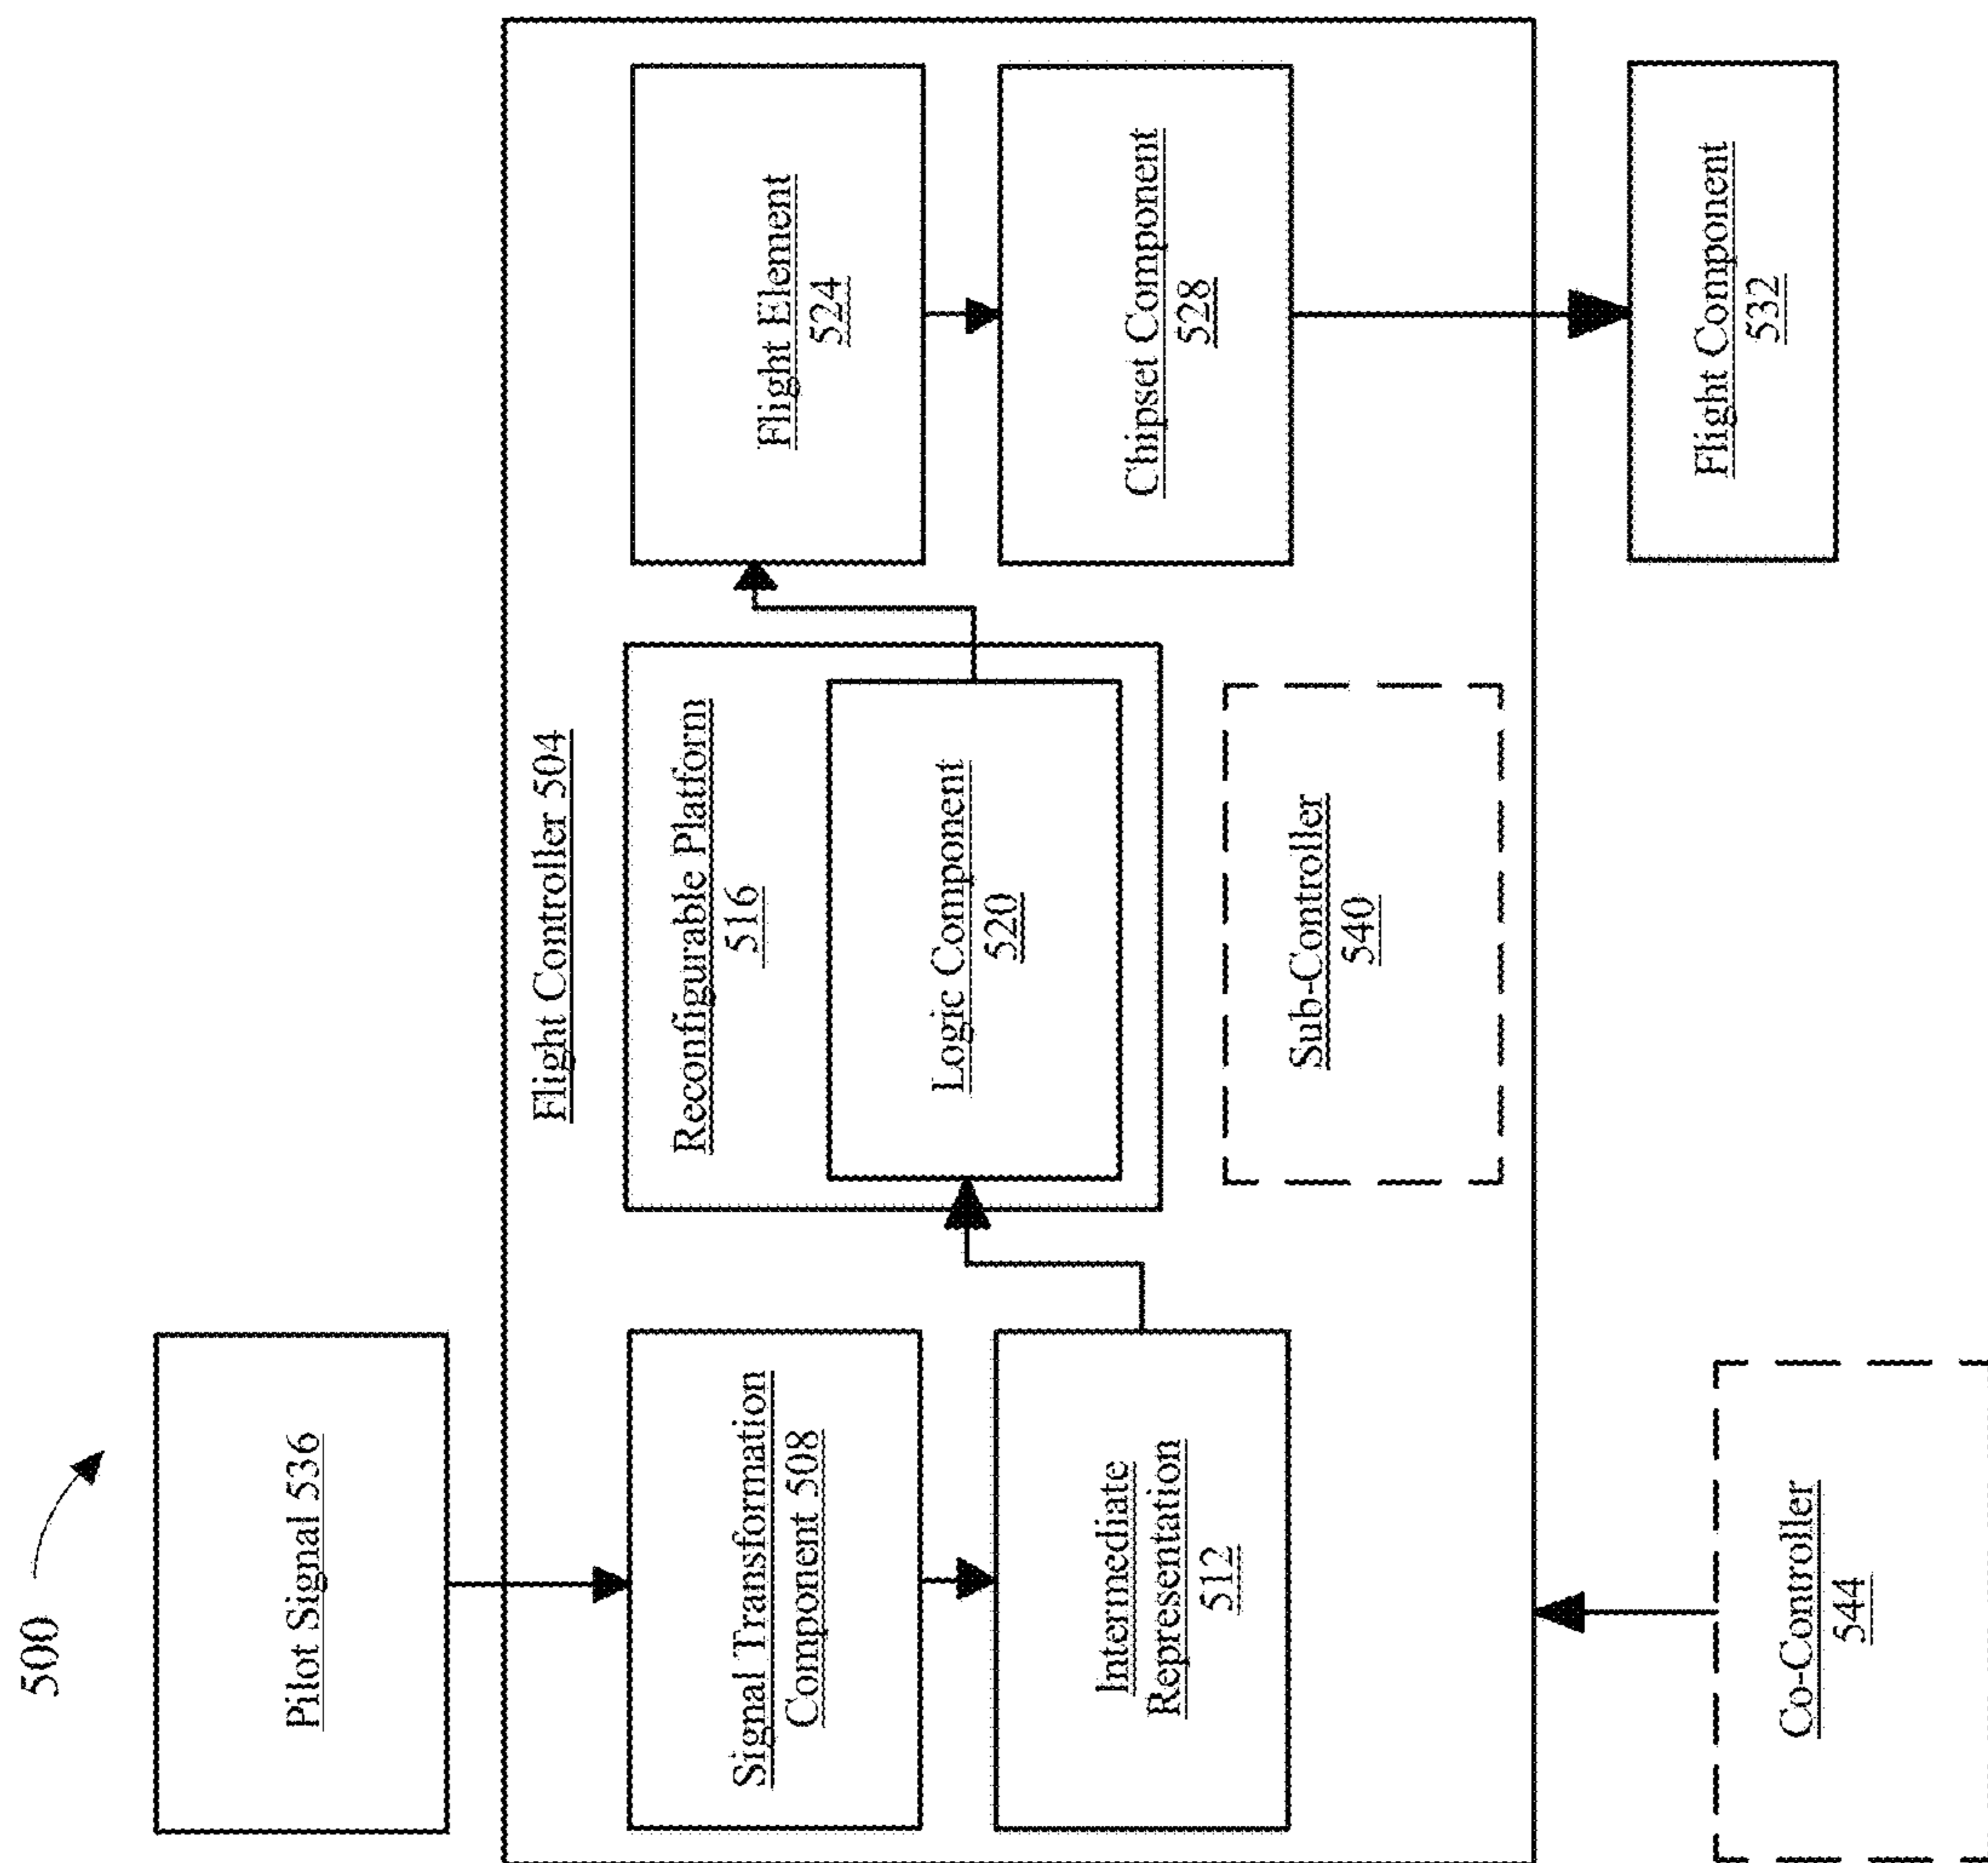 500
Pilot Signal 536
Flight Controller 504
Signal Transformation
Component 508
Intermediate
Representation
512
Reconfigurable Platform
516
Logic Component
520
Sub-Controller
540
Flight Element
524
Chipset Component
528
Co-Controller
544
Flight Component
532